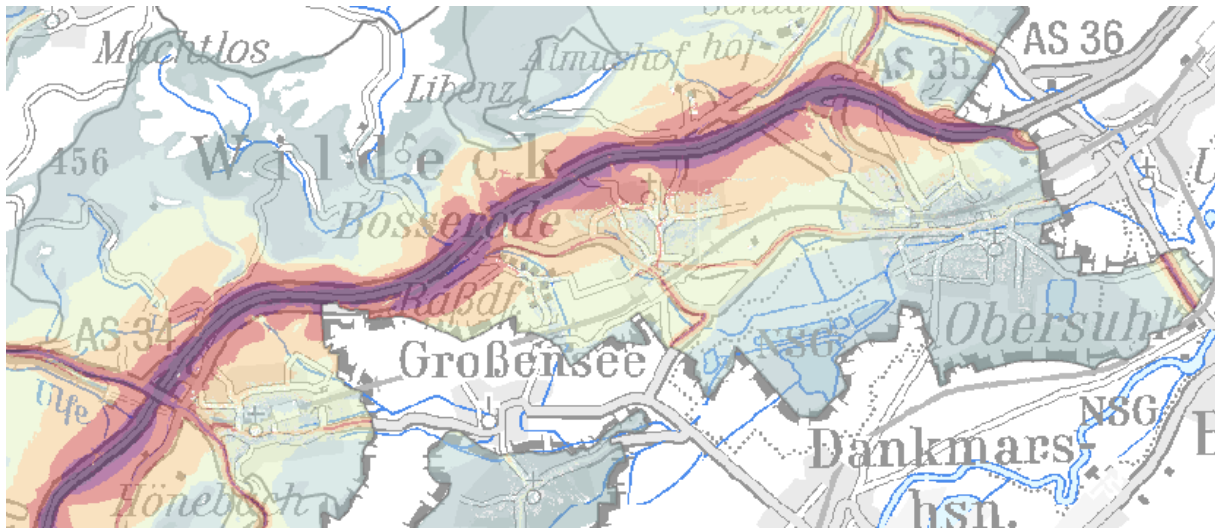 Machtlos
Almushof
hof
AS 36
AS 35
Libenz
456
Wildeck
Bosserode
Raßdf
AS 34
Großensee
NSG
Obersuhl
Ulfe
NSG
Dankmars-
hsn.
Hönebach